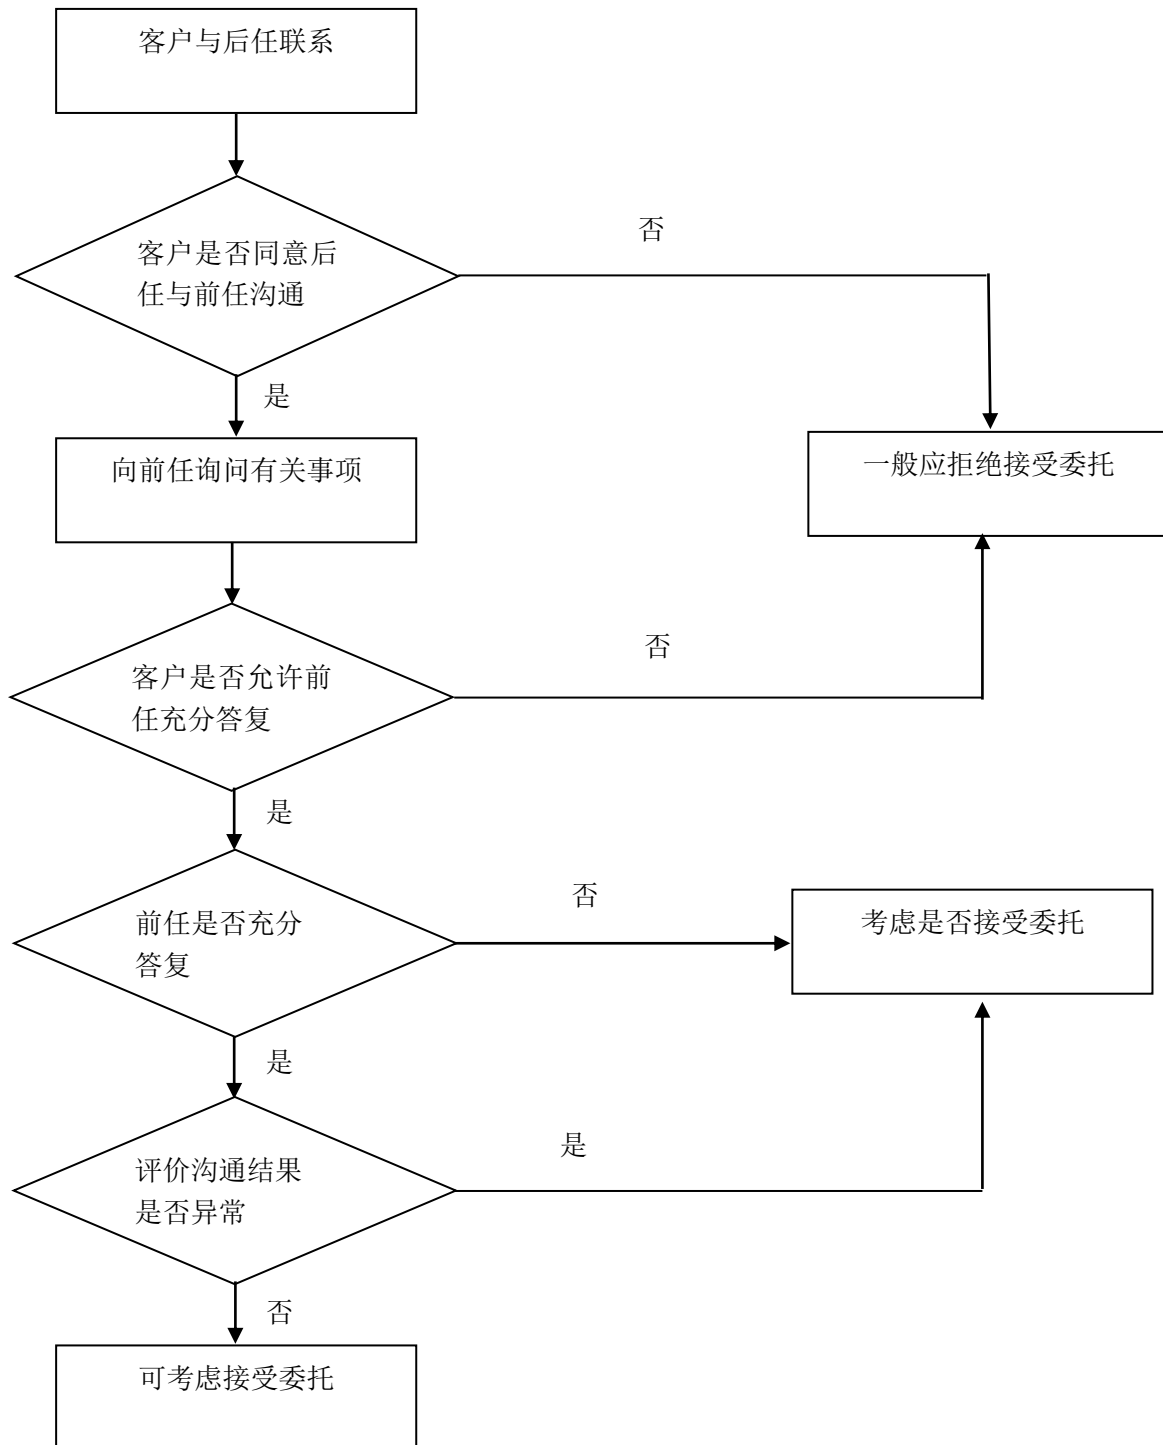 客户与后任联系
否
客户是否同意后
任与前任沟通
是
向前任询问有关事项
一般应拒绝接受委托
否
客户是否允许前
任充分答复
是
否
前任是否充分
答复
考虑是否接受委托
是
是
评价沟通结果
是否异常
否
可考虑接受委托